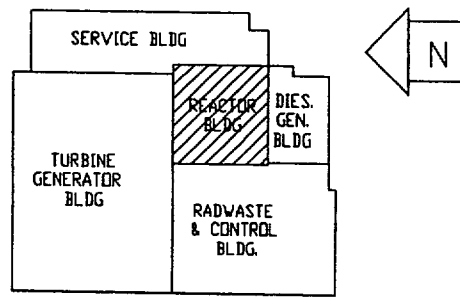 SERVICE BLDG
N
REACTOR
BLDG
DIES.
GEN.
BLDG
TURBINE
GENERATOR
BLDG
RADWASTE
& CONTROL
BLDG.